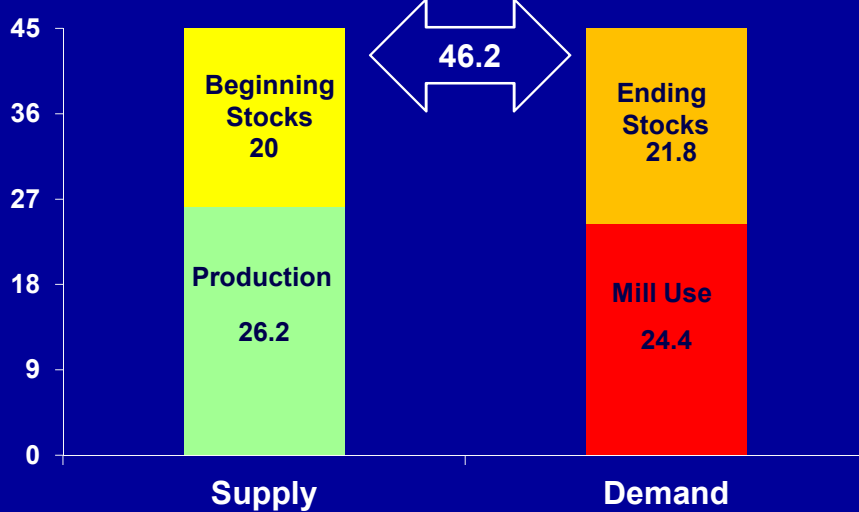 45
46.2
Beginning
Stocks
20
Ending
Stocks
21.8
36
27
18
Production
26.2
Mill Use
24.4
9
0
Supply
Demand